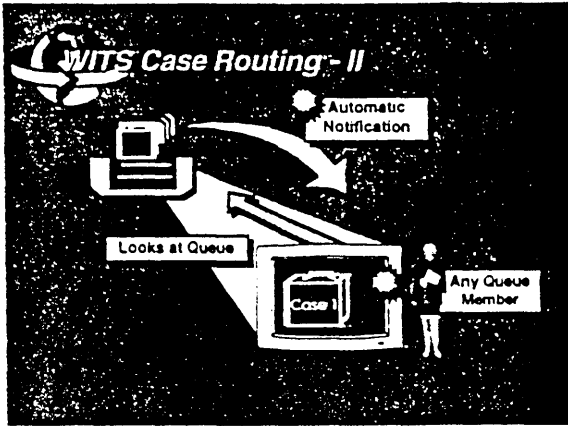 WITS Case Routing - II
Automatic
Notification
Looks at Queue
Case 1
Any Queue
Member